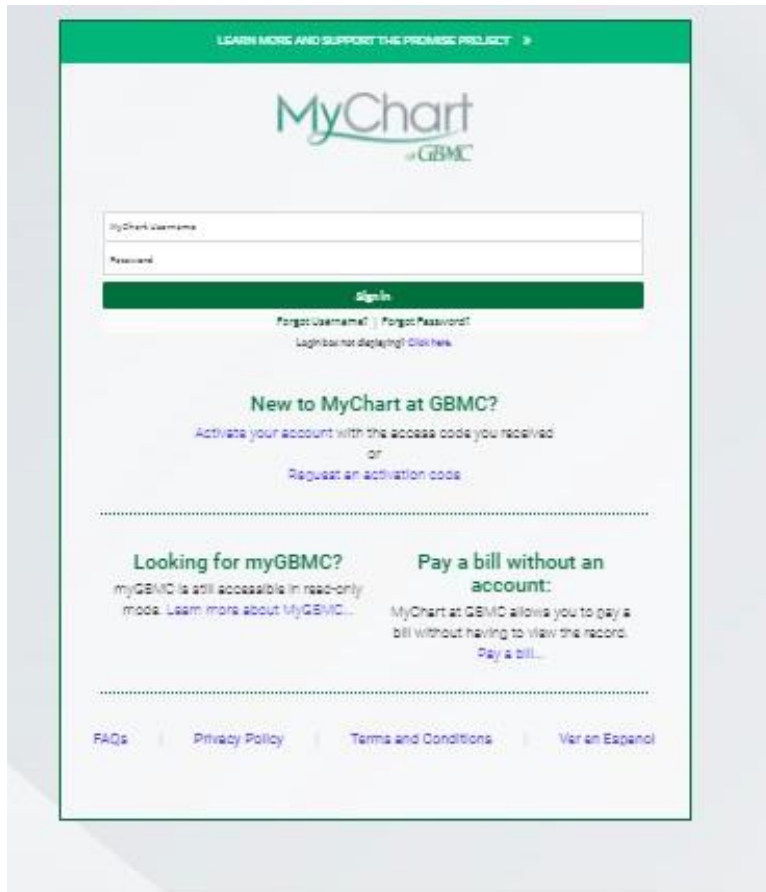 LEARN MORE AND SUPPORT THE PROMISE PROJECT »
MyChart
at GBMC
MyChart Username
Password
Sign In
Forgot Username? | Forgot Password?
Login box not displaying? Click here.
New to MyChart at GBMC?
Activate your account with the access code you received
or
Request an activation code
Looking for myGBMC?
myGBMC is still accessible in read-only
mode. Learn more about MyGBMC...
Pay a bill without an
account:
MyChart at GBMC allows you to pay a
bill without having to view the record.
Pay a bill...
FAQs | Privacy Policy | Terms and Conditions | Ver en Espanol